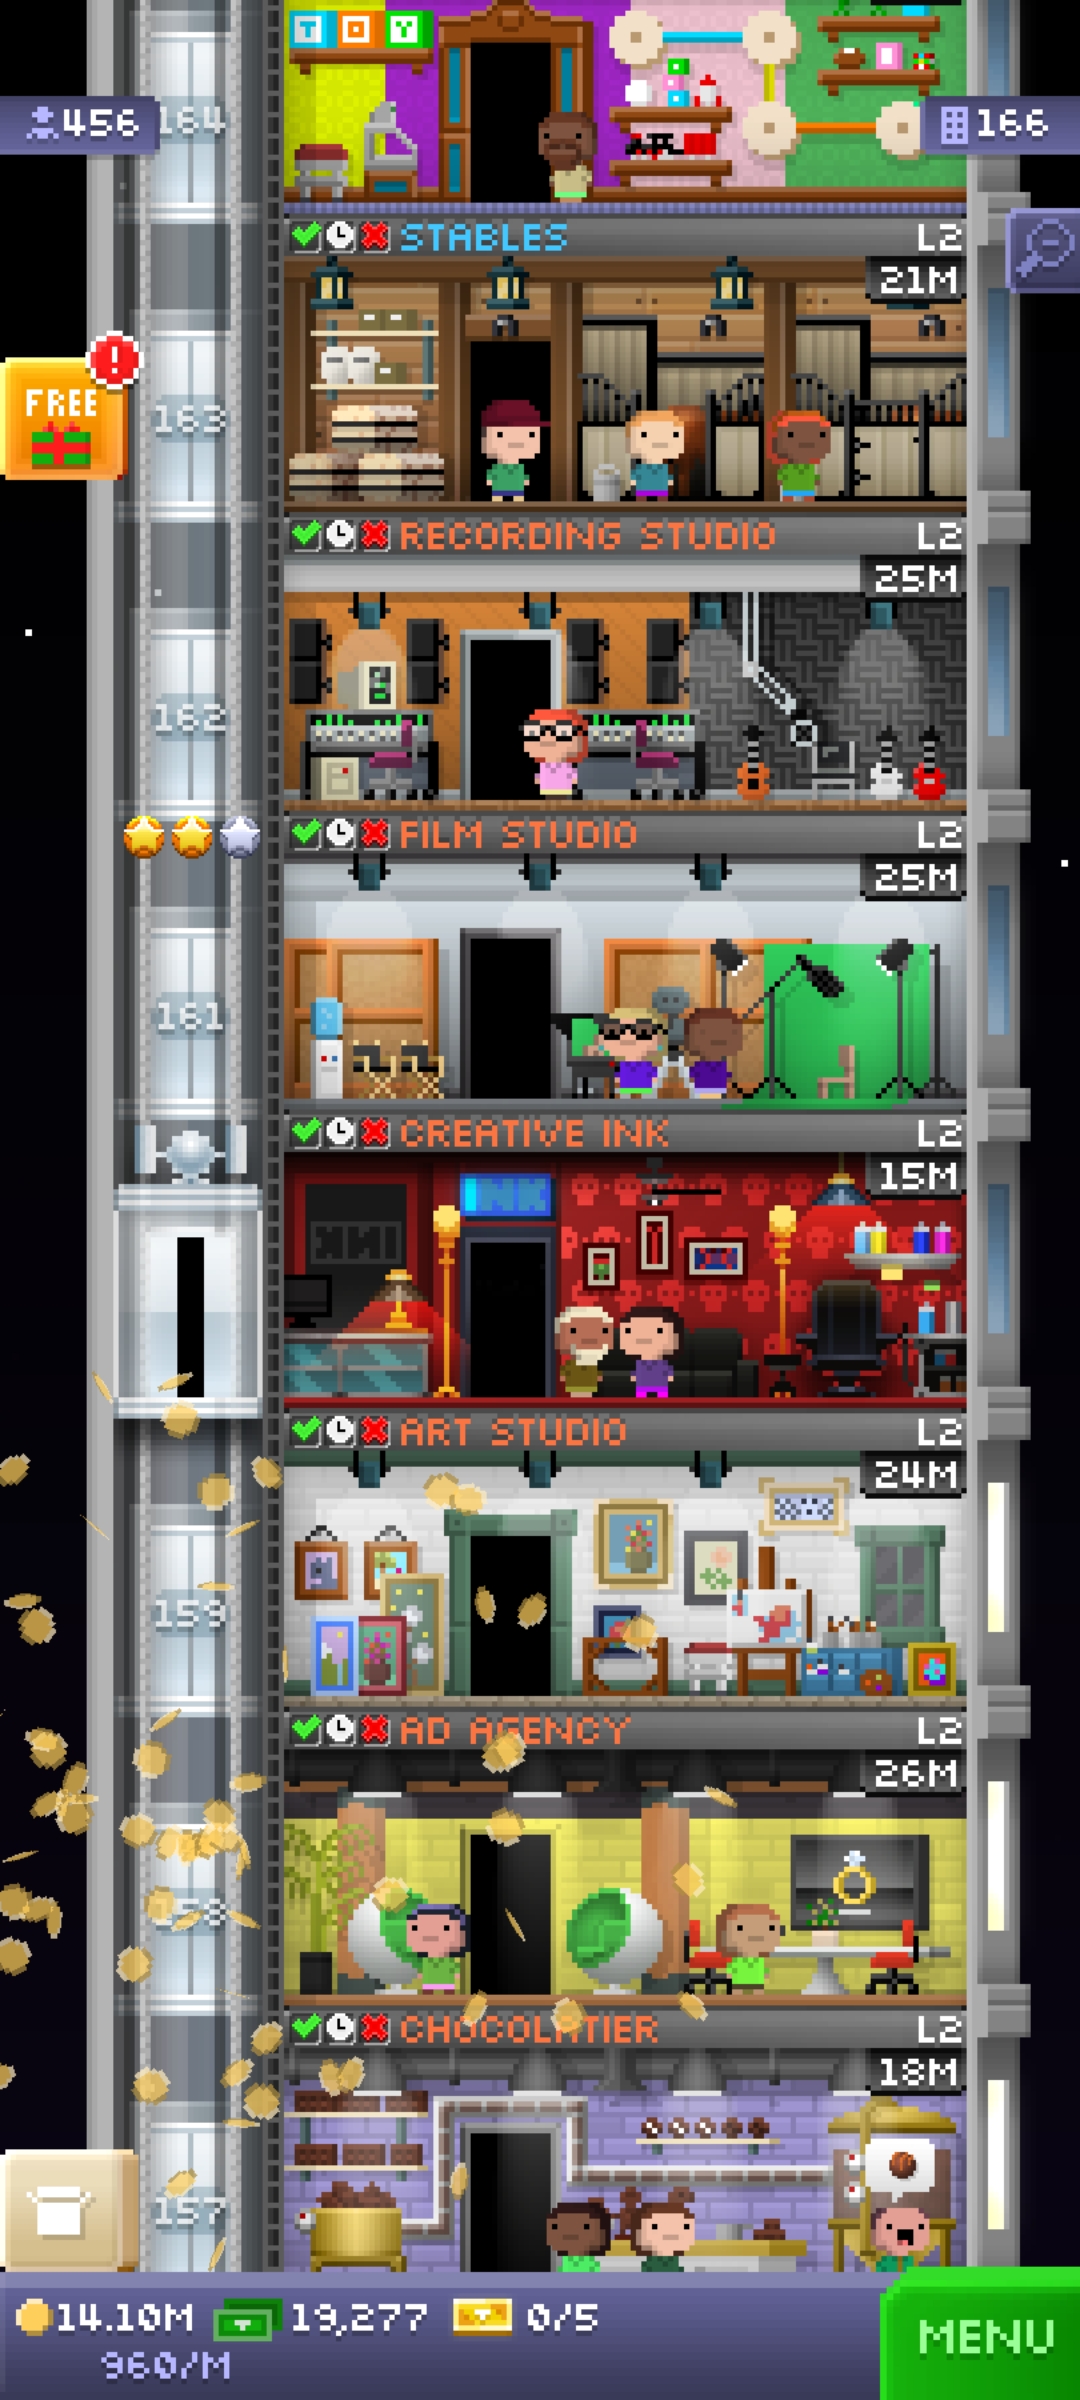 TOY
456
164
166
STABLES L2
21M
FREE
!
163
RECORDING STUDIO L2
25M
162
FILM STUDIO L2
25M
161
CREATIVE INK L2
15M
INK
ART STUDIO L2
24M
159
AD AGENCY L2
26M
158
CHOCOLATIER L2
18M
157
14.10M 19,277 0/5
960/M
MENU